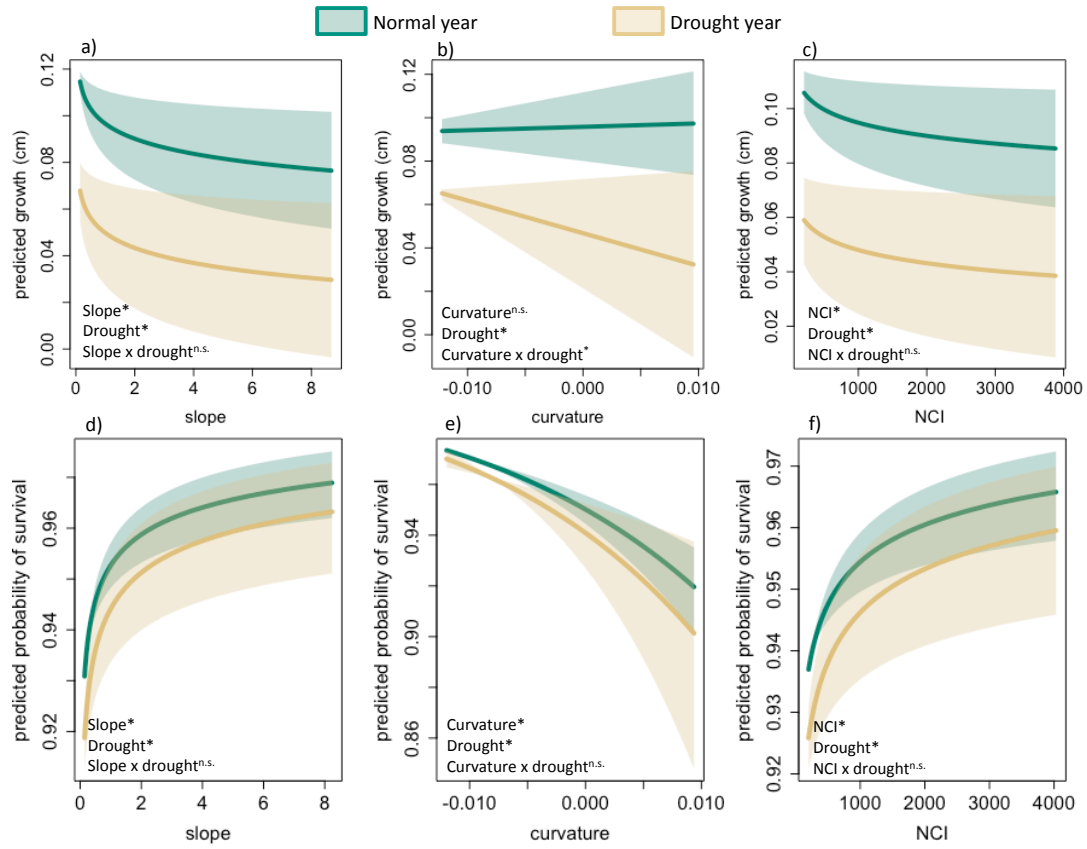 Normal year
Drought year
a)
predicted growth (cm)
0.00 0.04 0.08 0.12
Slope*
Drought*
Slope x drought^n.s.
0 2 4 6 8
slope
b)
predicted growth (cm)
0.00 0.04 0.08 0.12
Curvature^n.s.
Drought*
Curvature x drought^*
-0.010 0.000 0.010
curvature
c)
predicted growth (cm)
0.02 0.04 0.06 0.08 0.10
NCI*
Drought*
NCI x drought^n.s.
1000 2000 3000 4000
NCI
d)
predicted probability of survival
0.92 0.94 0.96
Slope*
Drought*
Slope x drought^n.s.
0 2 4 6 8
slope
e)
predicted probability of survival
0.86 0.90 0.94
Curvature*
Drought*
Curvature x drought^n.s.
-0.010 0.000 0.010
curvature
f)
predicted probability of survival
0.92 0.93 0.94 0.95 0.96 0.97
NCI*
Drought*
NCI x drought^n.s.
1000 2000 3000 4000
NCI